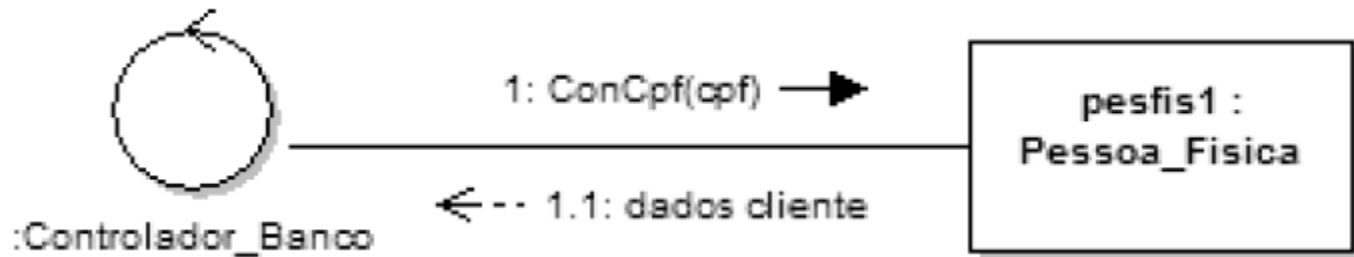 1: ConCpf(cpf)
pesfis1 :
Pessoa_Fisica
1.1: dados cliente
:Controlador_Banco